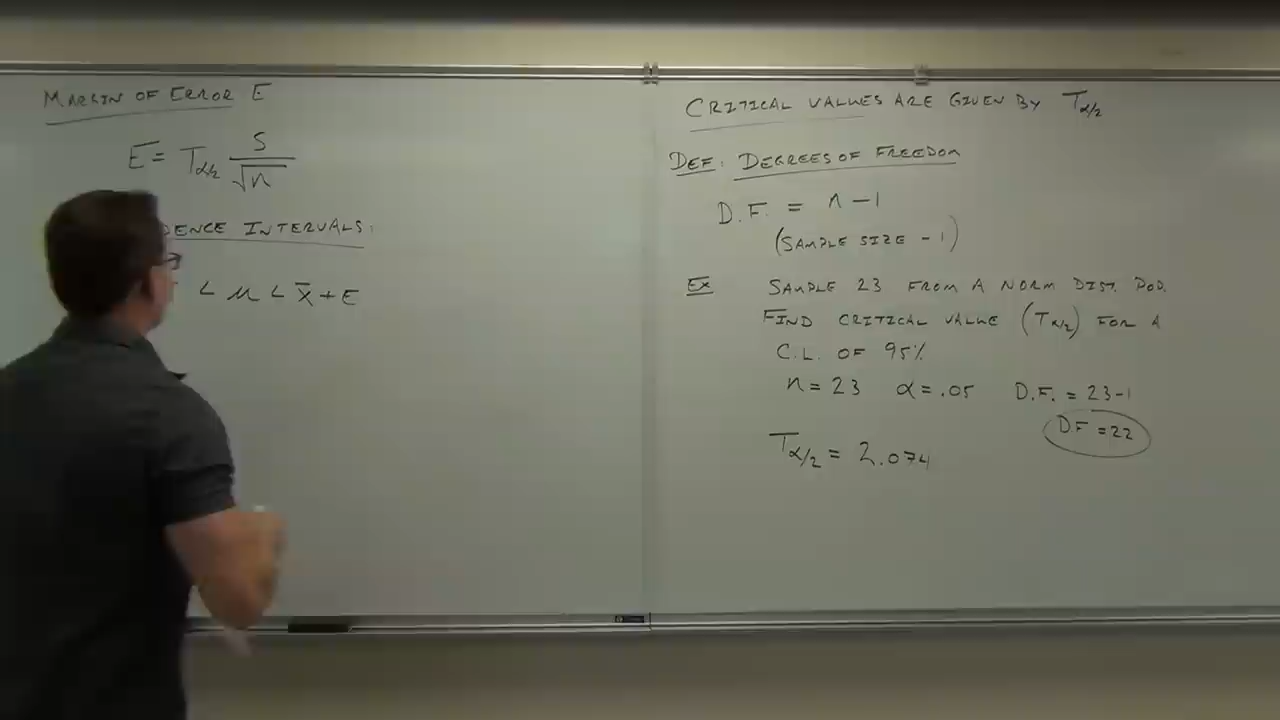 MARGIN OF ERROR E
E = Tα/2 S/√n
DENCE INTERVALS:
< μ < x̄ + E
CRITICAL VALUES ARE GIVEN BY Tα/2
DEF: DEGREES OF FREEDOM
D.F. = n - 1
(SAMPLE SIZE - 1)
EX SAMPLE 23 FROM A NORM DIST. POP.
FIND CRITICAL VALUE (Tα/2) FOR A
C.L. OF 95%
n = 23 α = .05 D.F. = 23-1
DF = 22
Tα/2 = 2.074